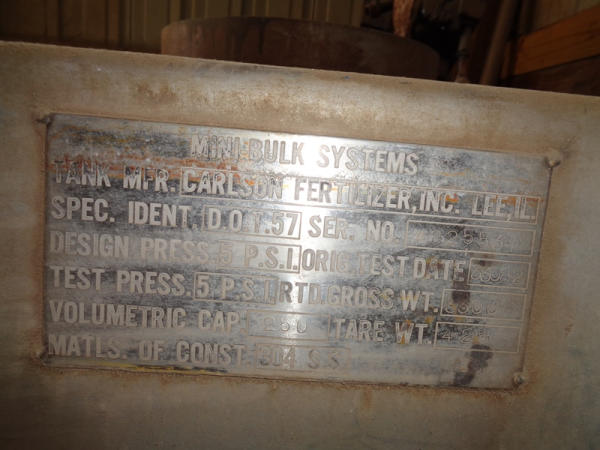 MINI-BULK SYSTEMS
TANK MFR. CARLSON FERTILIZER, INC. LEE, IL.
SPEC. IDENT. D.O.T. 57 SER. NO.
DESIGN PRESS 5 P.S.I. ORIG. TEST DATE
TEST PRESS 5 P.S.I. RTD. GROSS WT.
VOLUMETRIC CAP. TARE WT.
MATLS. OF CONST. 304 S.S.